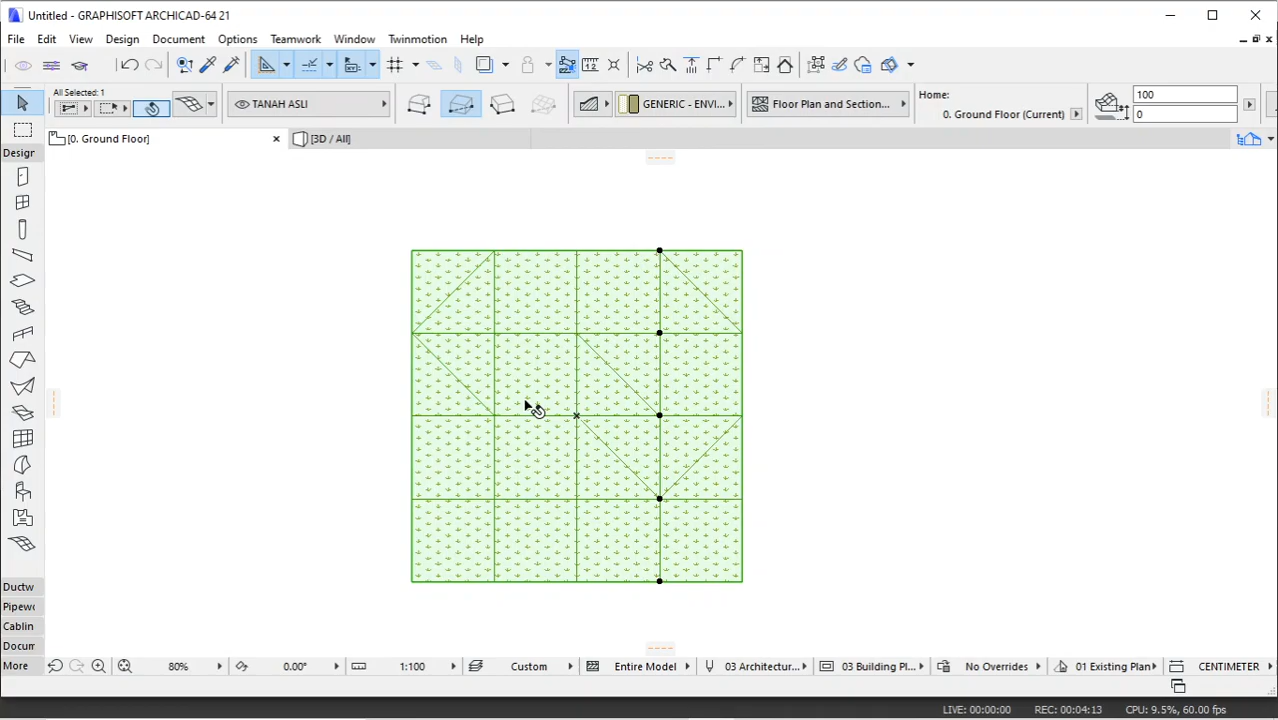 Untitled - GRAPHISOFT ARCHICAD-64 21
File Edit View Design Document Options Teamwork Window Twinmotion Help
All Selected: 1
TANAH ASLI
GENERIC - ENVI...
Floor Plan and Section...
Home:
0. Ground Floor (Current)
100
0
[0. Ground Floor]
[3D / All]
Design
Ductw
Pipewo
Cablin
Docum
More
80%
0.00°
1:100
Custom
Entire Model
03 Architectur...
03 Building Pl...
No Overrides
01 Existing Plan
CENTIMETER
LIVE: 00:00:00 REC: 00:04:13 CPU: 9.5%, 60.00 fps